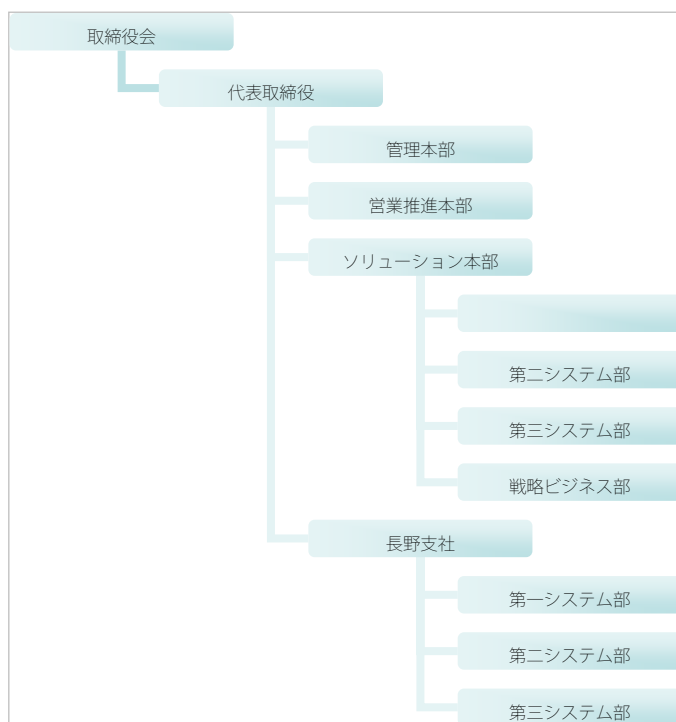 取締役会
代表取締役
管理本部
営業推進本部
ソリューション本部
第二システム部
第三システム部
戦略ビジネス部
長野支社
第一システム部
第二システム部
第三システム部